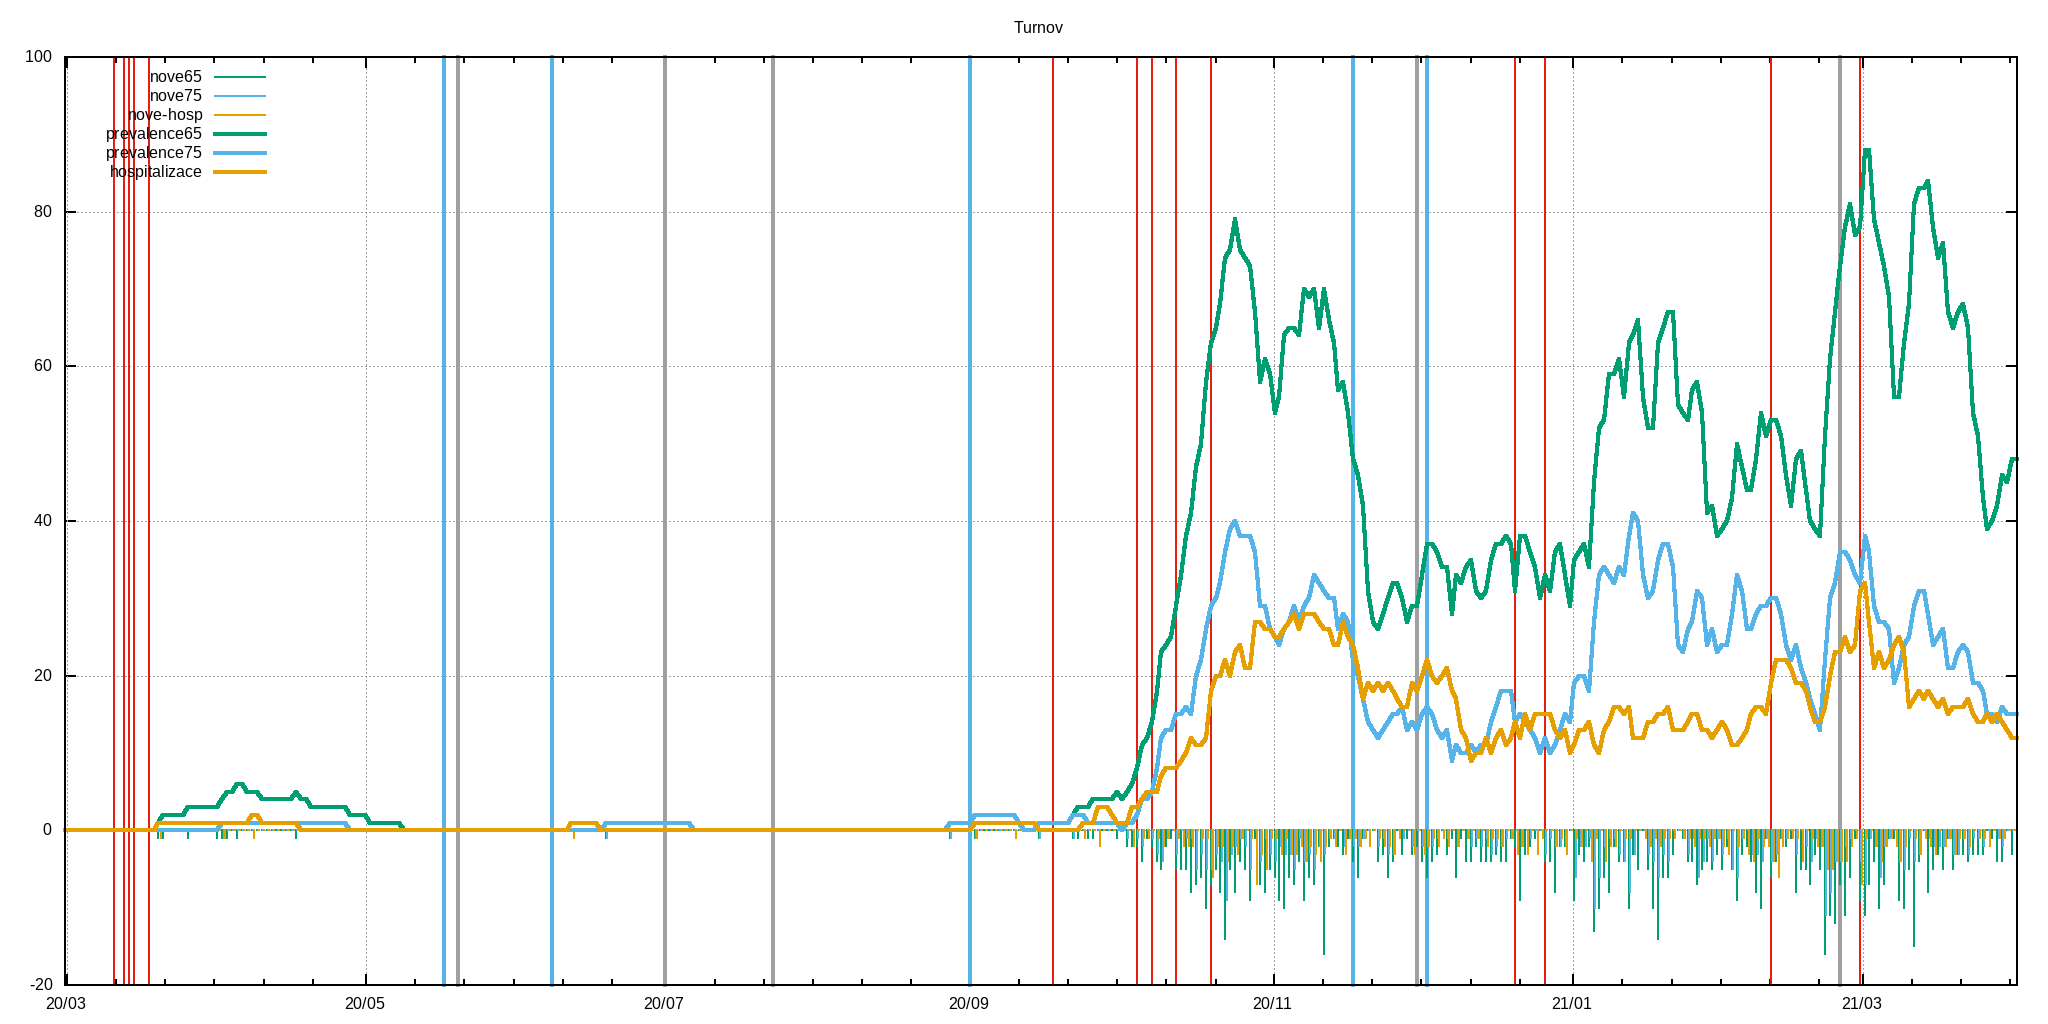 Turnov
100
80
60
40
20
0
-20
nove65
nove75
nove-hosp
prevalence65
prevalence75
hospitalizace
20/03 20/05 20/07 20/09 20/11 21/01 21/03